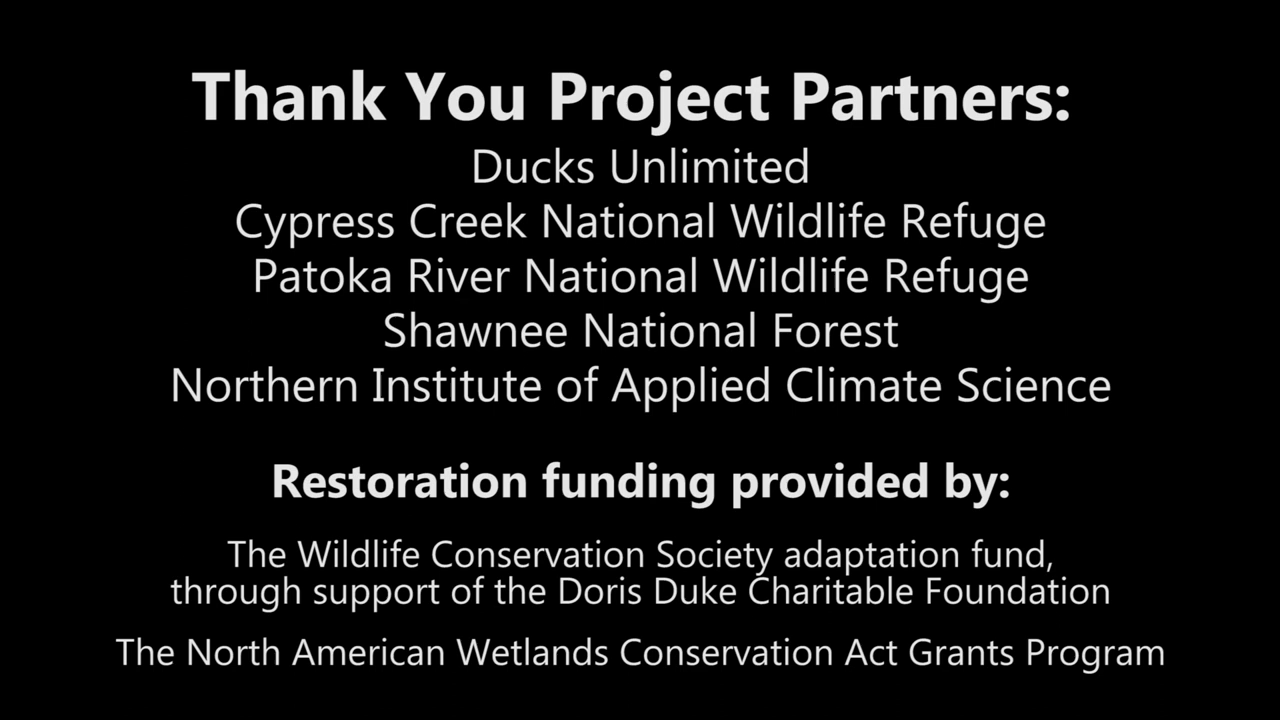 Thank You Project Partners:
Ducks Unlimited
Cypress Creek National Wildlife Refuge
Patoka River National Wildlife Refuge
Shawnee National Forest
Northern Institute of Applied Climate Science
Restoration funding provided by:
The Wildlife Conservation Society adaptation fund,
through support of the Doris Duke Charitable Foundation
The North American Wetlands Conservation Act Grants Program